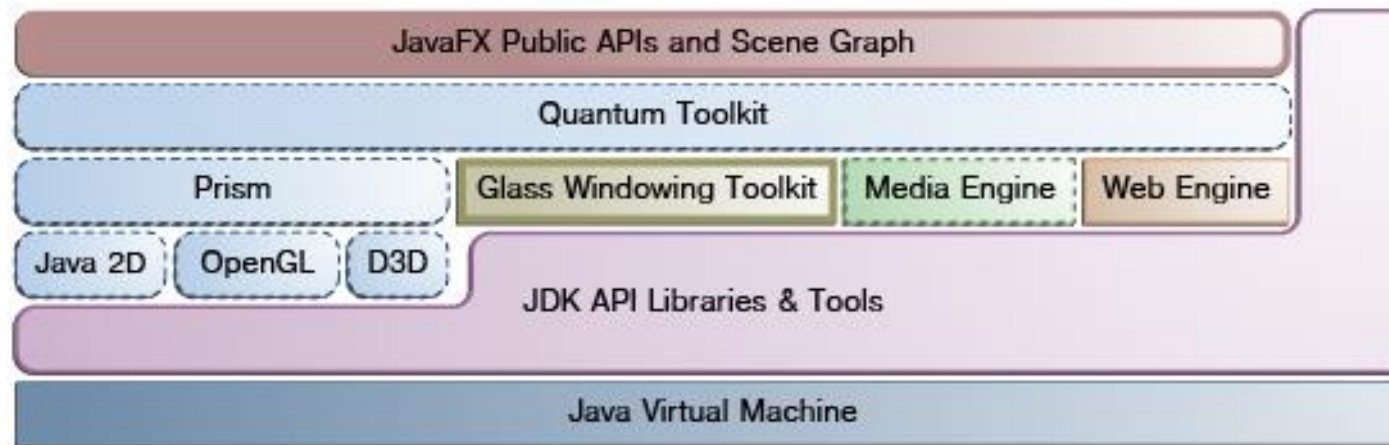 JavaFX Public APIs and Scene Graph
Quantum Toolkit
Prism
Glass Windowing Toolkit
Media Engine
Web Engine
Java 2D
OpenGL
D3D
JDK API Libraries & Tools
Java Virtual Machine